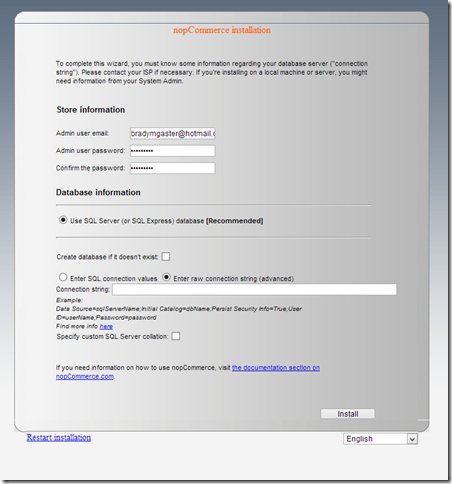 nopCommerce installation
To complete this wizard, you must know some information regarding your database server ("connection
string"). Please contact your ISP if necessary. If you're installing on a local machine or server, you might
need information from your System Admin.
Store information
Admin user email: bradymgaster@hotmail.c
Admin user password: •••••••••
Confirm the password: •••••••••
Database information
Use SQL Server (or SQL Express) database [Recommended]
Create database if it doesn't exist:
Enter SQL connection values Enter raw connection string (advanced)
Connection string:
Example:
Data Source=sqlServerName;Initial Catalog=dbName;Persist Security Info=True;User
ID=userName;Password=password
Find more info here
Specify custom SQL Server collation:
If you need information on how to use nopCommerce, visit the documentation section on
nopCommerce.com.
Install
Restart installation
English